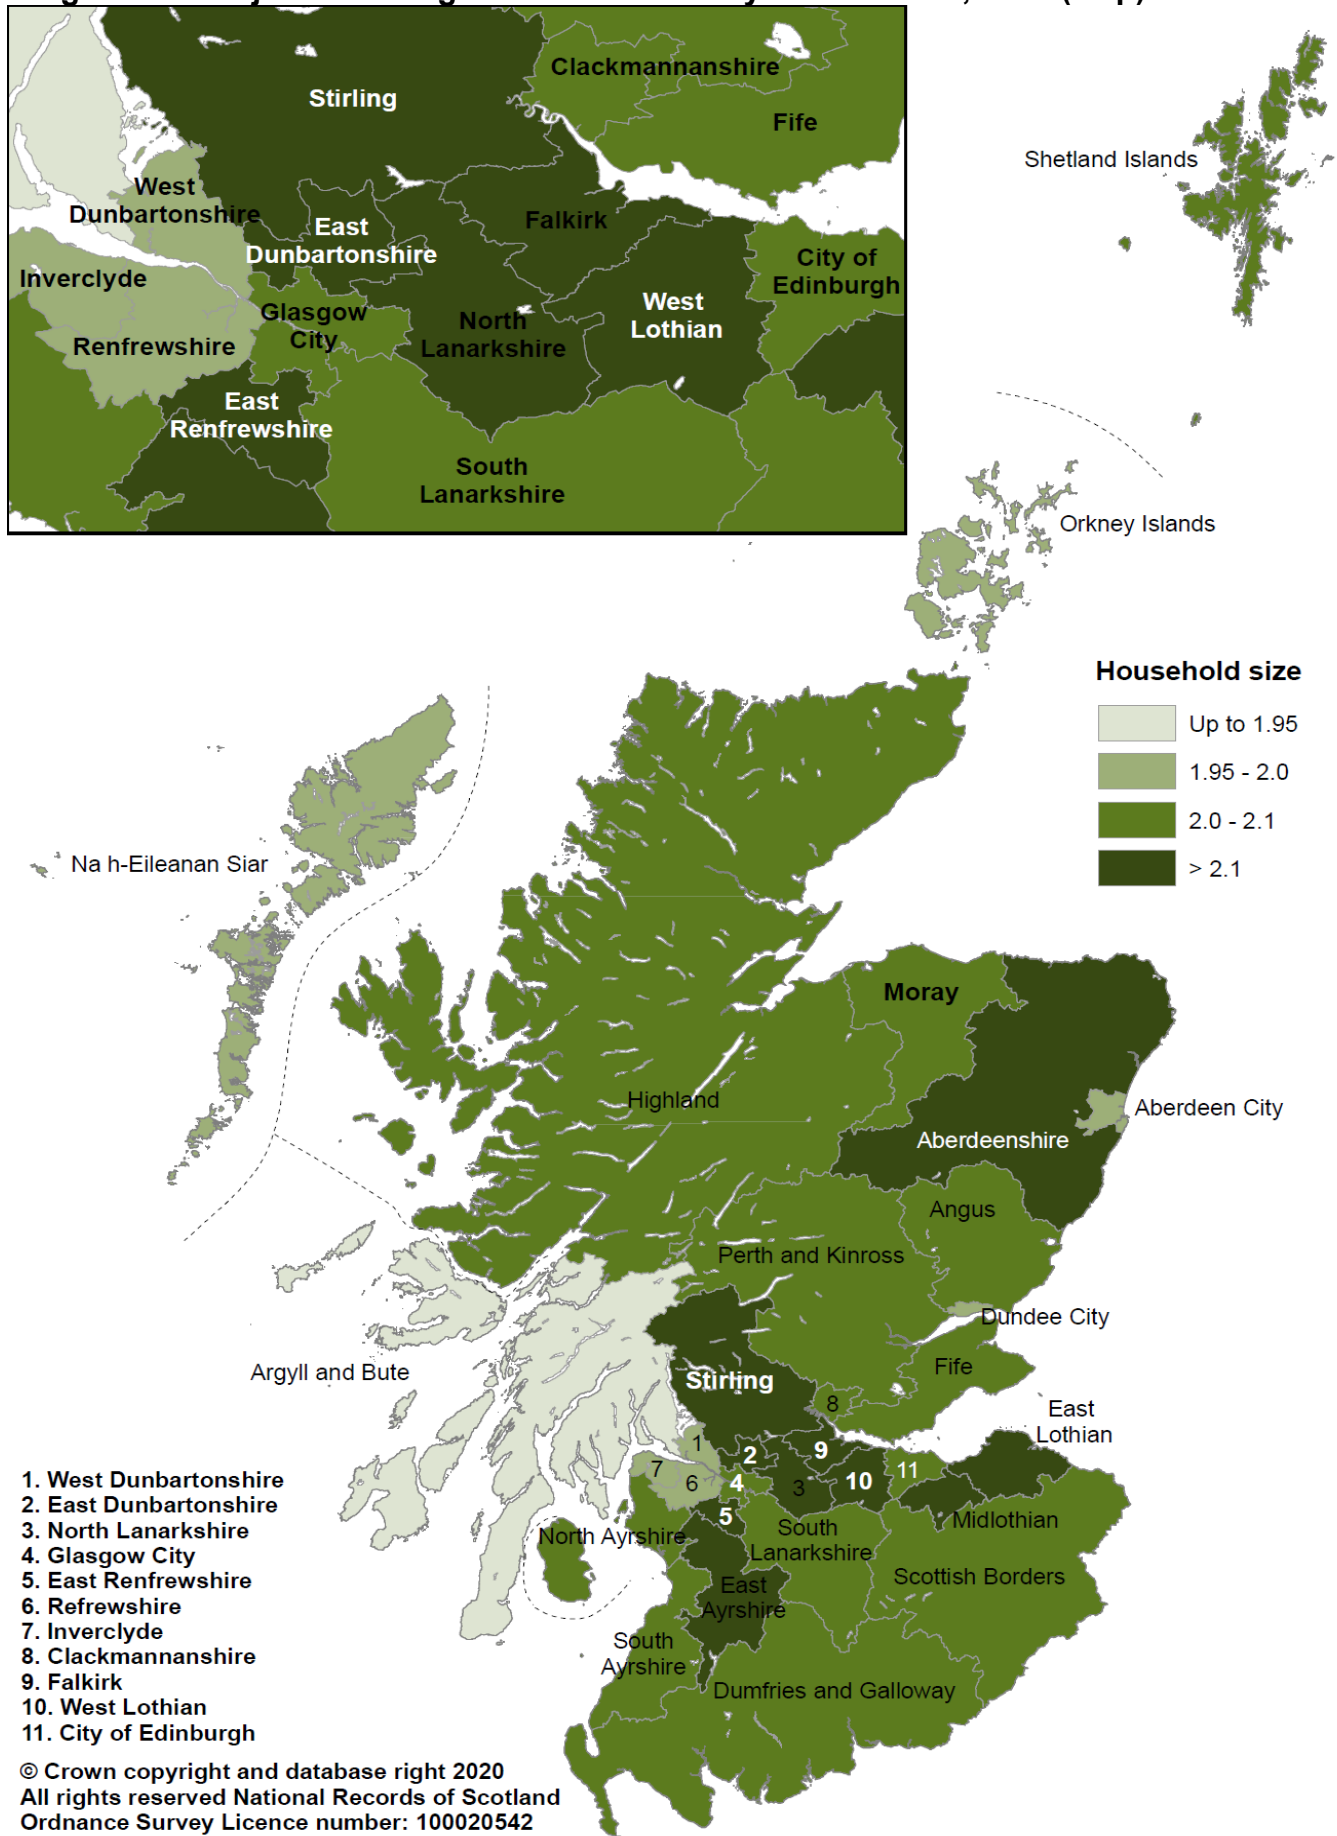 Clackmannanshire
Stirling
Fife
West
Dunbartonshire
East
Dunbartonshire
Falkirk
City of
Edinburgh
Inverclyde
Glasgow
City
North
Lanarkshire
West
Lothian
Renfrewshire
East
Renfrewshire
South
Lanarkshire
Shetland Islands
Orkney Islands
Household size
Up to 1.95
1.95 - 2.0
2.0 - 2.1
> 2.1
Na h-Eileanan Siar
Moray
Highland
Aberdeen City
Aberdeenshire
Angus
Perth and Kinross
Dundee City
Argyll and Bute
Fife
Stirling
8
East
Lothian
1
2
9
11
7
6
4
3
10
5
North Ayrshire
South
Lanarkshire
Midlothian
Scottish Borders
East
Ayrshire
South
Ayrshire
Dumfries and Galloway
1. West Dunbartonshire
2. East Dunbartonshire
3. North Lanarkshire
4. Glasgow City
5. East Renfrewshire
6. Refrewshire
7. Inverclyde
8. Clackmannanshire
9. Falkirk
10. West Lothian
11. City of Edinburgh
© Crown copyright and database right 2020
All rights reserved National Records of Scotland
Ordnance Survey Licence number: 100020542